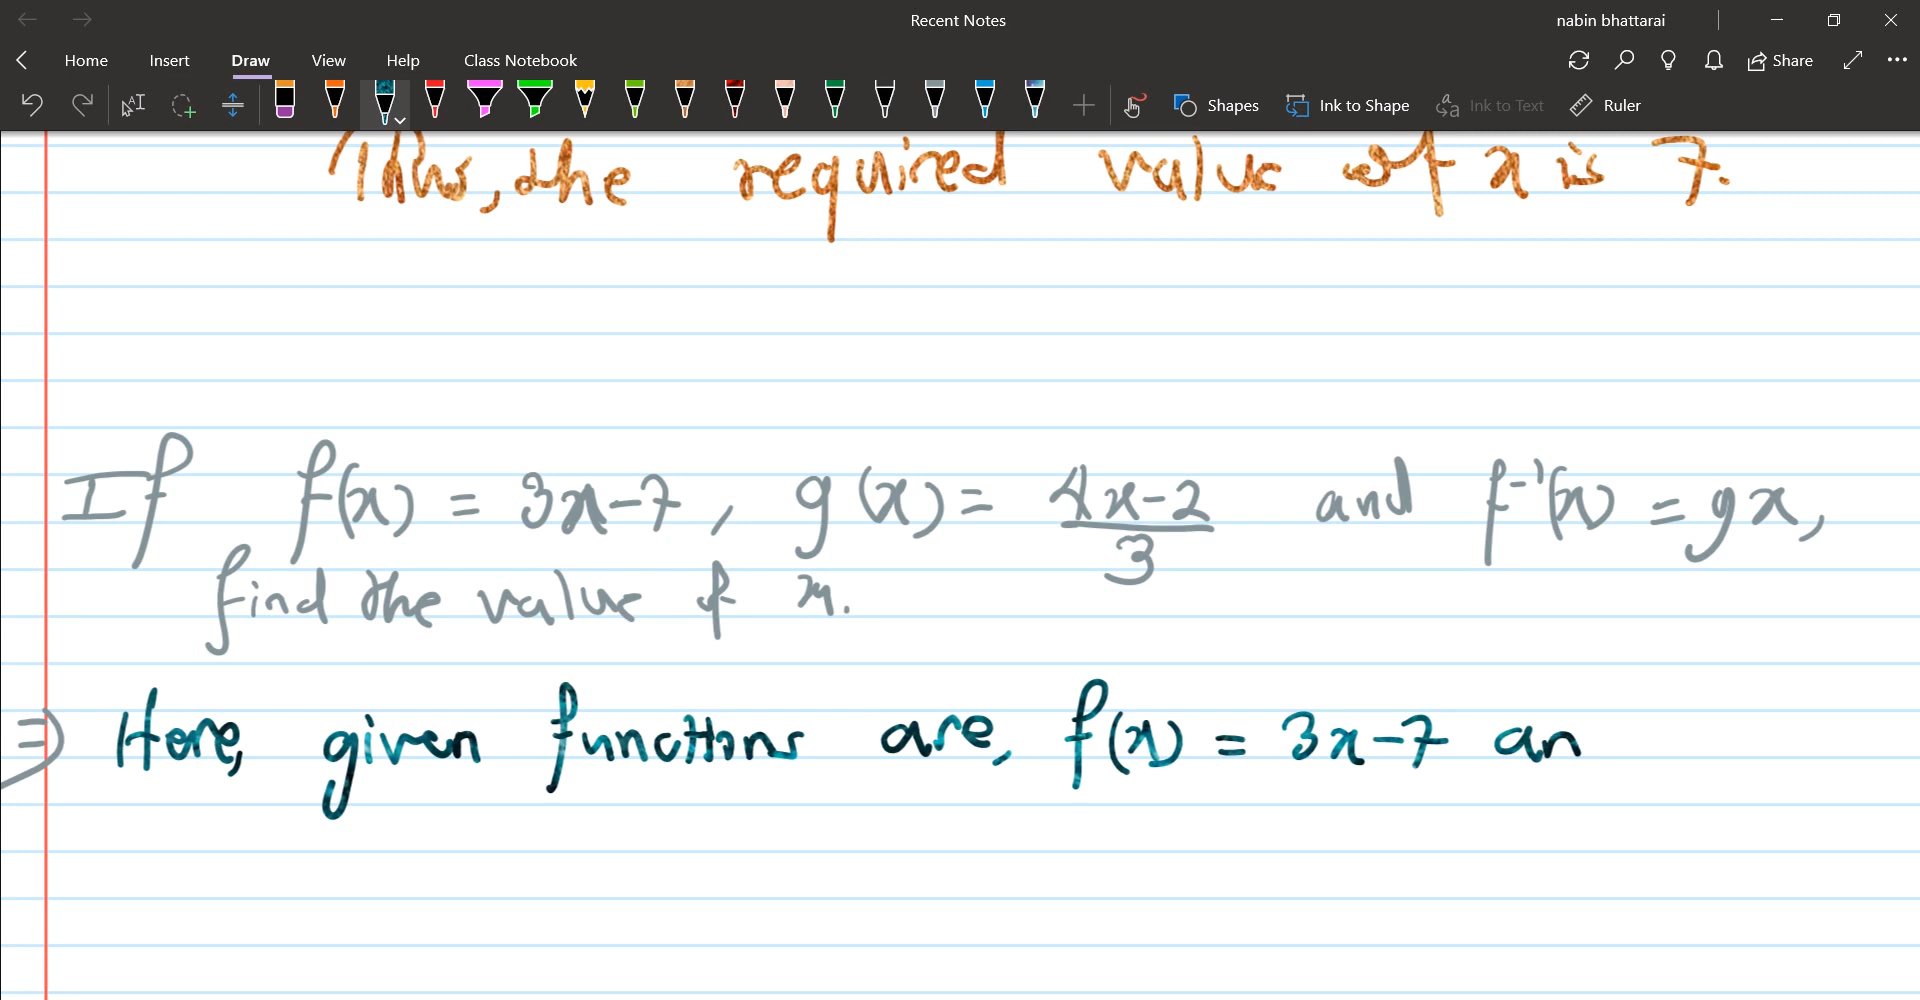 Recent Notes
nabin bhattarai
Home Insert Draw View Help Class Notebook
Share
Shapes Ink to Shape Ink to Text Ruler
Thus, the required value of x is 7.
If f(x) = 3x-7, g(x) = (4x-2)/3 and f⁻¹(x) = gx,
find the value of x.
⇒ Here, given functions are, f(x) = 3x-7 an